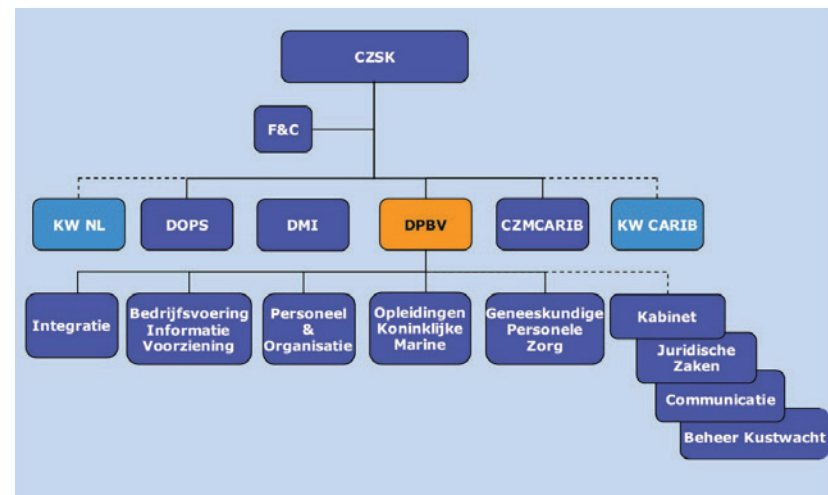 CZSK
F&C
KW NL
DOPS
DMI
DPBV
CZMCARIB
KW CARIB
Integratie
Bedrijfsvoering
Informatie
Voorziening
Personeel
&
Organisatie
Opleidingen
Koninklijke
Marine
Geneeskundige
Personele
Zorg
Kabinet
Juridische
Zaken
Communicatie
Beheer Kustwacht